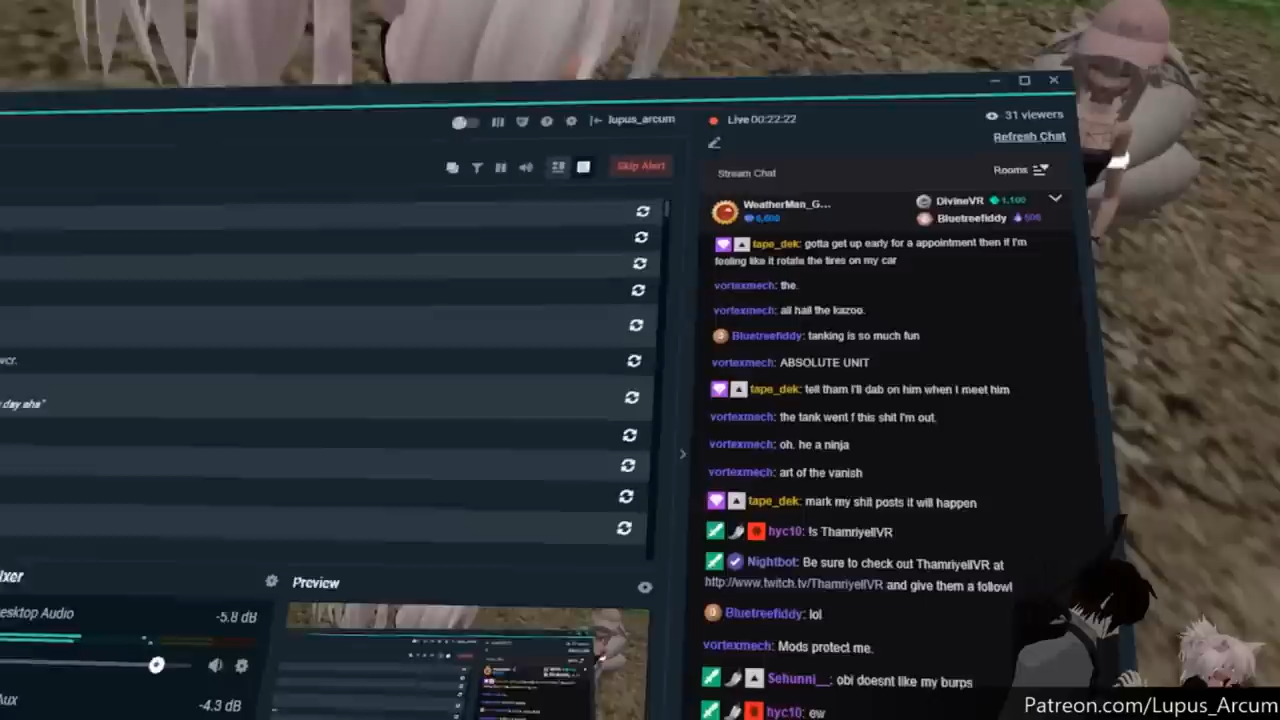 lupus_arcum
Live 00:22:22
31 viewers
Refresh Chat
Skip Alert
Stream Chat
Rooms
WeatherMan_G...
DivineVR 1,100
Bluetreefiddy
tape_dek: gotta get up early for a appointment then if I'm
feeling like it rotate the tires on my car
vortexmech: the.
vortexmech: all hail the kazoo.
Bluetreefiddy: tanking is so much fun
vortexmech: ABSOLUTE UNIT
tape_dek: tell tham I'll dab on him when I meet him
vortexmech: the tank went f this shit I'm out.
vortexmech: oh. he a ninja
vortexmech: art of the vanish
tape_dek: mark my shit posts it will happen
hyc10: !s ThamriyellVR
Nightbot: Be sure to check out ThamriyellVR at
http://www.twitch.tv/ThamriyellVR and give them a follow!
Bluetreefiddy: lol
vortexmech: Mods protect me.
Sehunni__: obi doesnt like my burps
hyc10: ew
ixer
Preview
esktop Audio
-5.8 dB
Aux
-4.3 dB
Patreon.com/Lupus_Arcum